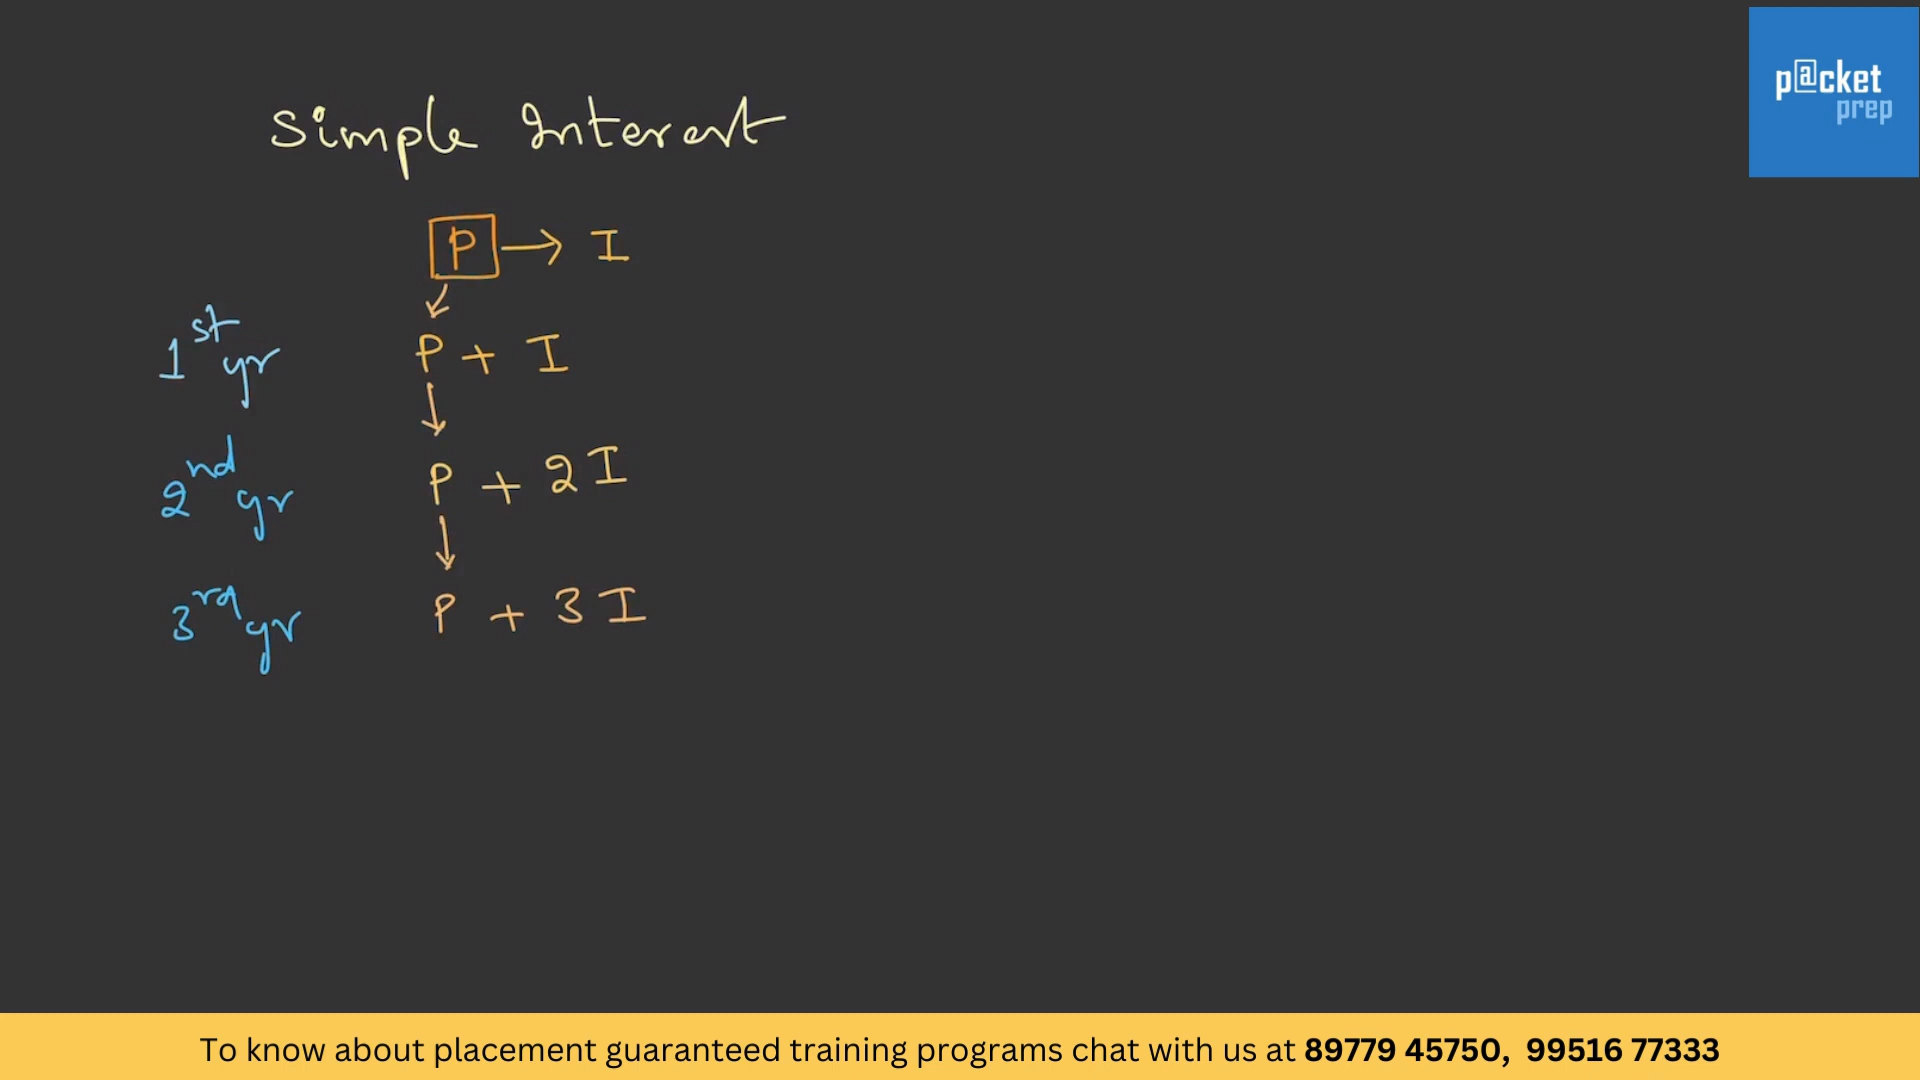 Simple Interest
P → I
1st yr P + I
2nd yr P + 2I
3rd yr P + 3I
p@cket
prep
To know about placement guaranteed training programs chat with us at 89779 45750, 99516 77333